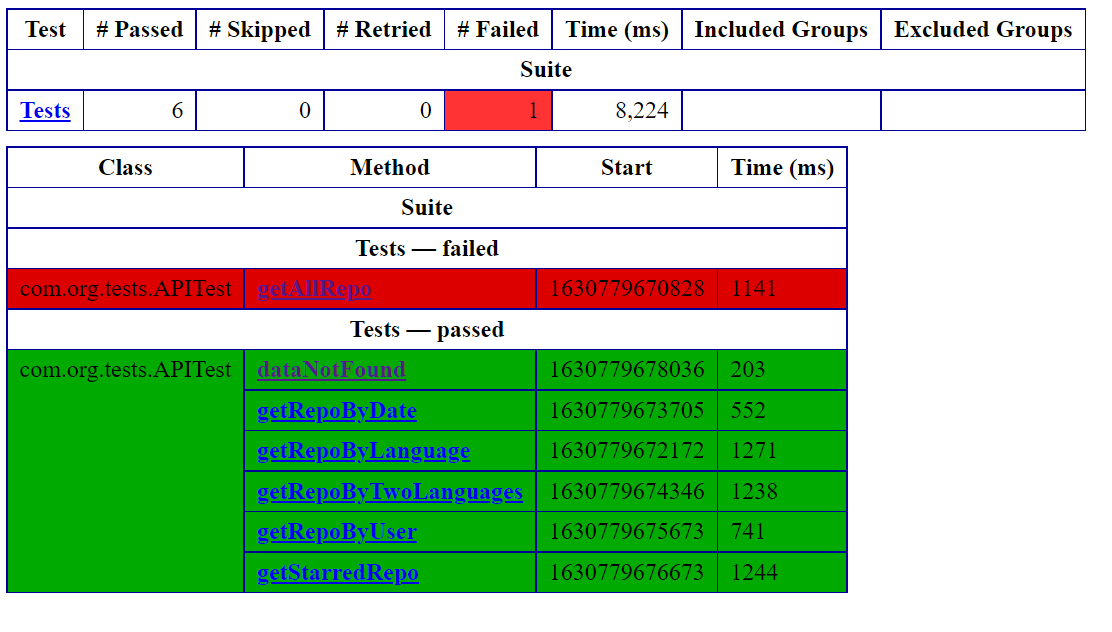 Test # Passed # Skipped # Retried # Failed Time (ms) Included Groups Excluded Groups
Suite
Tests 6 0 0 1 8,224
Class Method Start Time (ms)
Suite
Tests — failed
com.org.tests.APITest getAllRepo 1630779670828 1141
Tests — passed
com.org.tests.APITest dataNotFound 1630779678036 203
getRepoByDate 1630779673705 552
getRepoByLanguage 1630779672172 1271
getRepoByTwoLanguages 1630779674346 1238
getRepoByUser 1630779675673 741
getStarredRepo 1630779676673 1244